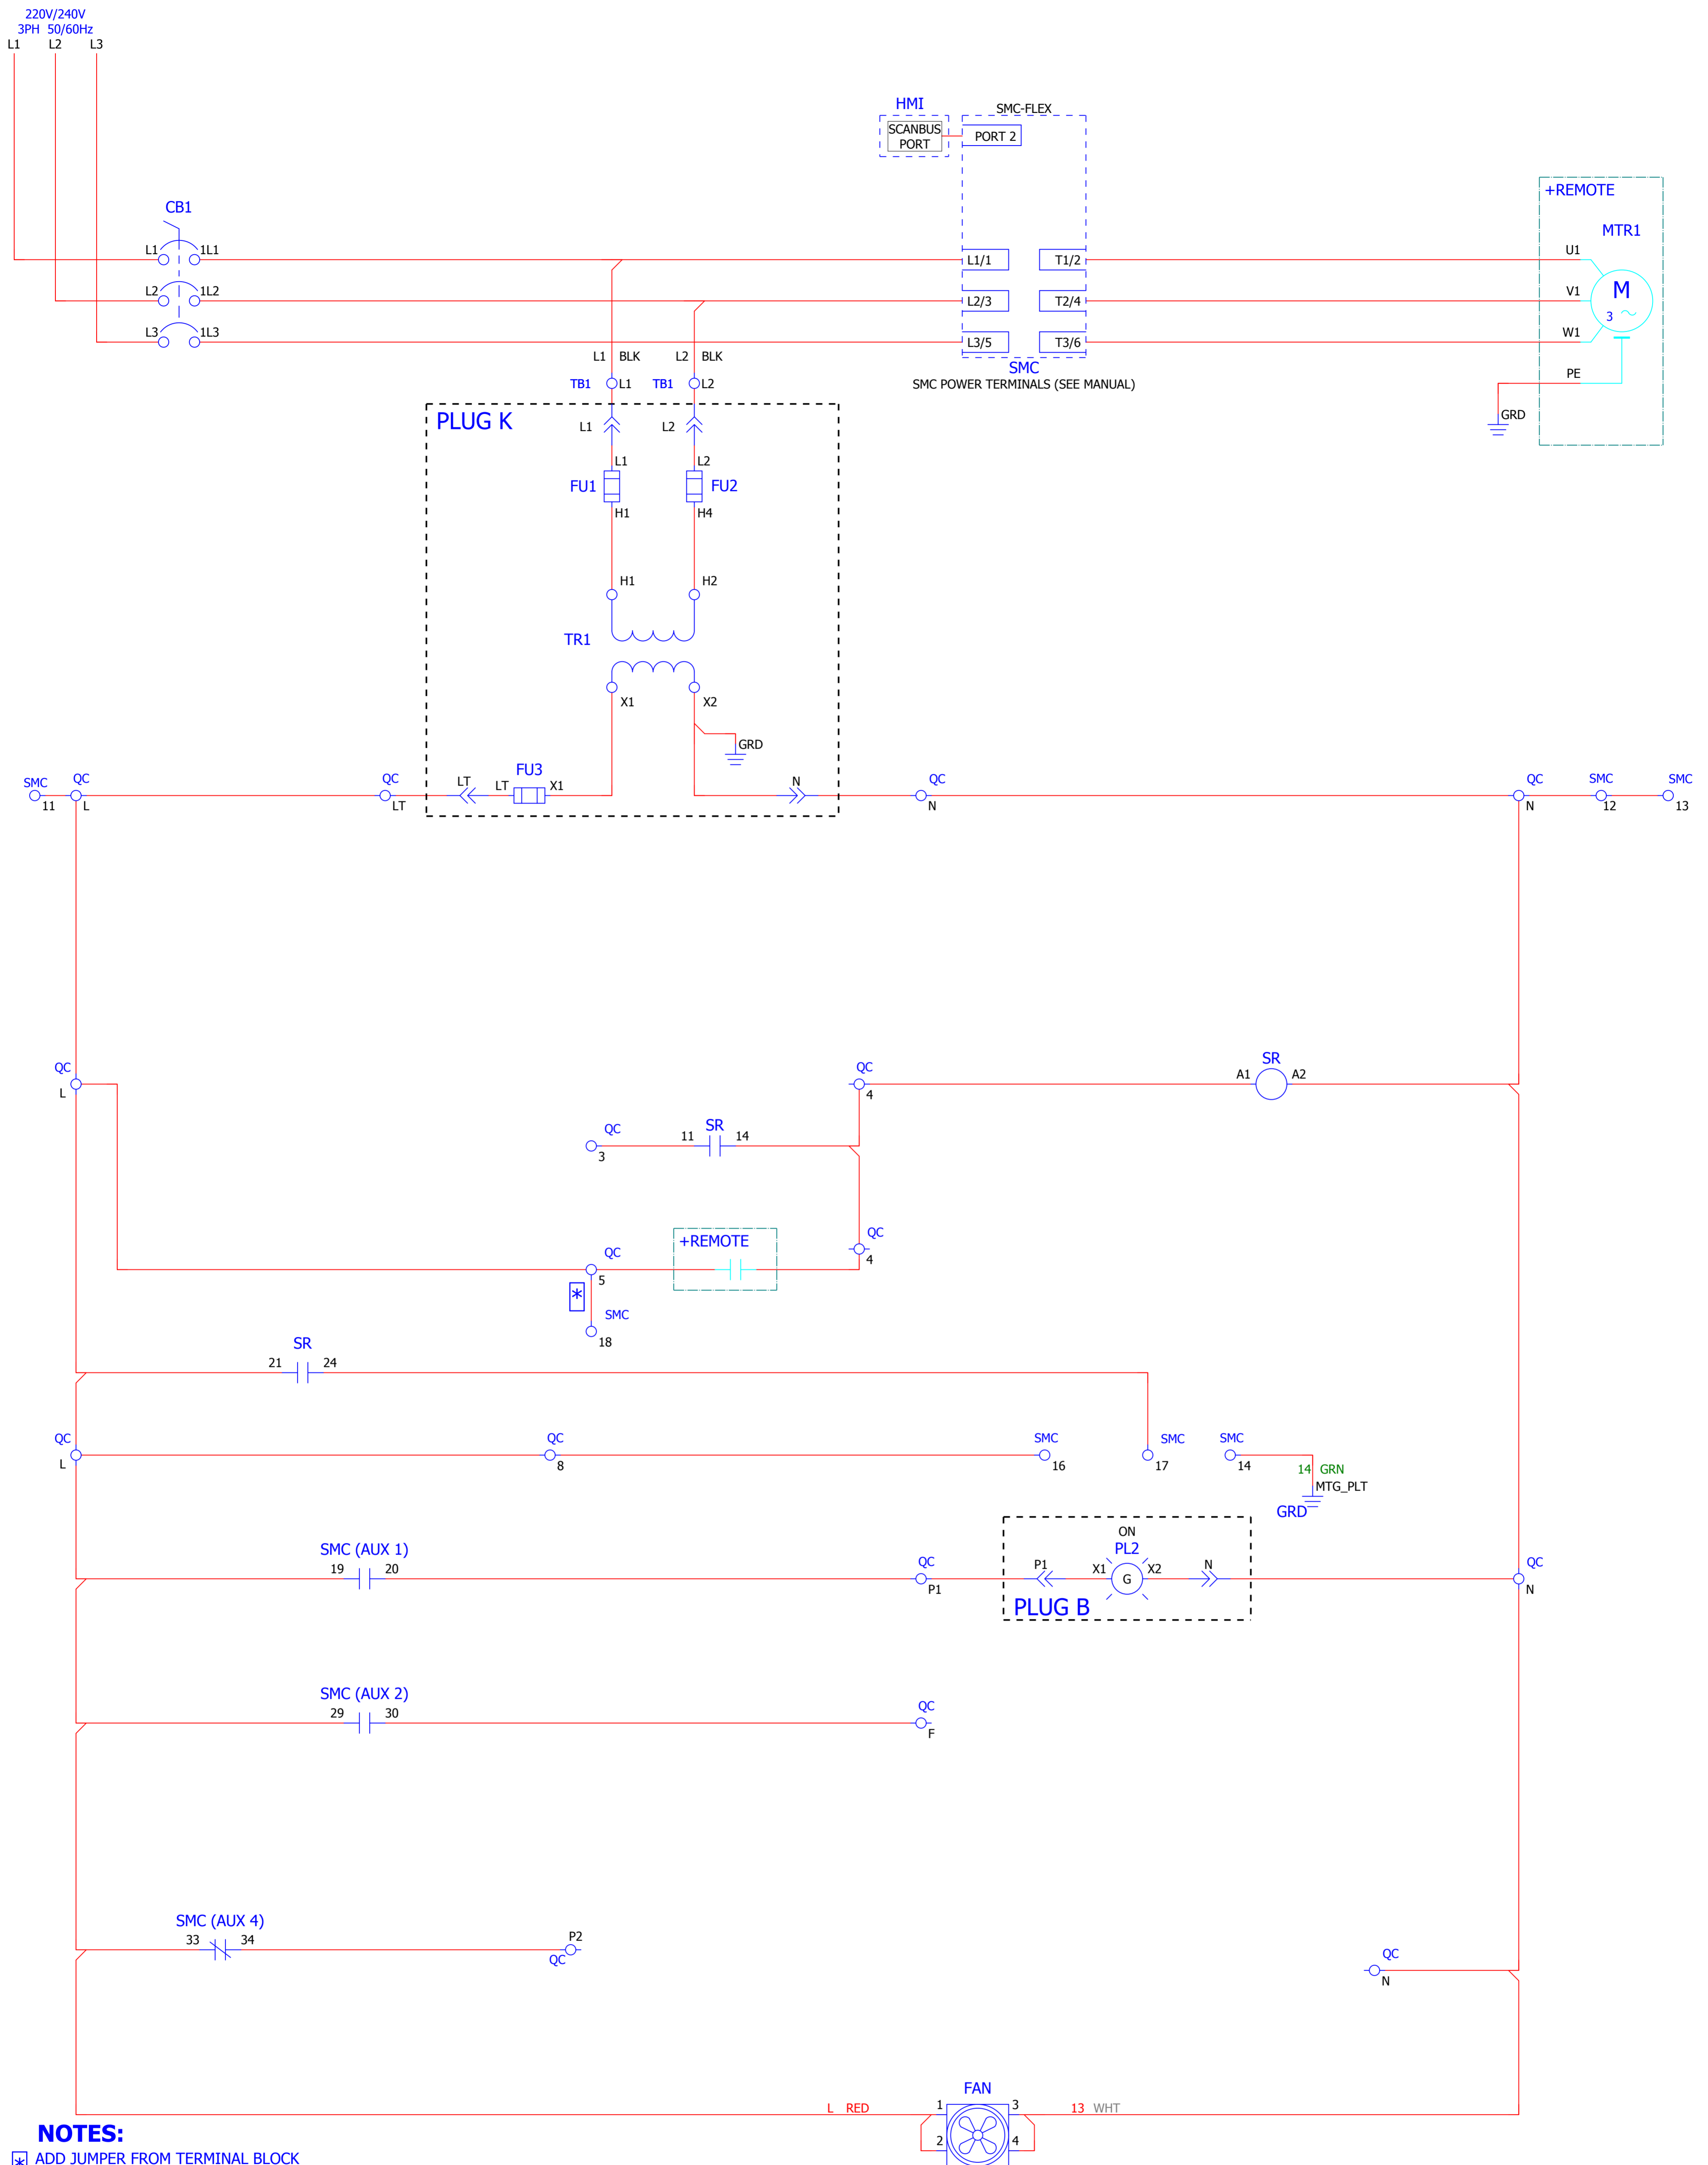 220V/240V
3PH 50/60Hz
L1 L2 L3
HMI
SMC-FLEX
SCANBUS
PORT
PORT 2
+REMOTE
CB1
MTR1
L1 1L1
L1/1 T1/2
U1
L2 1L2
L2/3 T2/4
V1
M
3
L3 1L3
L3/5 T3/6
W1
L1 BLK L2 BLK
SMC
PE
TB1 L1 TB1 L2
SMC POWER TERMINALS (SEE MANUAL)
GRD
PLUG K
L1 L2
L1 L2
FU1 FU2
H1 H4
H1 H2
TR1
X1 X2
GRD
FU3
SMC QC QC LT LT X1 N QC QC SMC SMC
11 L LT N N 12 13
QC QC SR
A1 A2
L 4
QC SR
11 14
3
QC
+REMOTE
QC
4
5
*
SMC
18
SR
21 24
QC QC SMC SMC SMC
L 8 16 17 14
14 GRN
MTG_PLT
GRD
ON
SMC (AUX 1)
PL2
19 20 QC P1 X1 G X2 N QC
P1 N
PLUG B
SMC (AUX 2)
29 30 QC
F
SMC (AUX 4)
33 34 P2
QC
QC
N
FAN
L RED 1 3 13 WHT
2 4
NOTES:
* ADD JUMPER FROM TERMINAL BLOCK